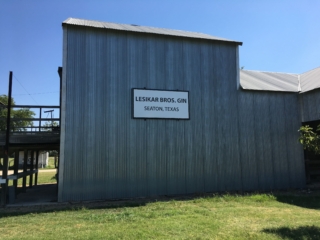 LESIKAR BROS. GIN
SEATON, TEXAS